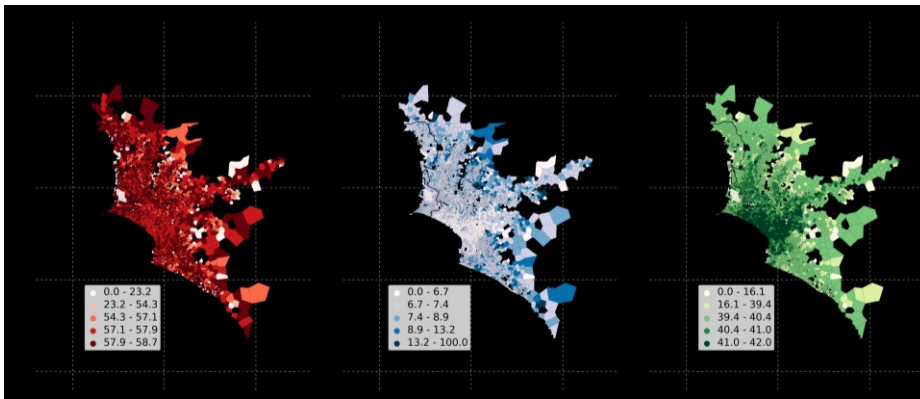 0.0 - 23.2
23.2 - 54.3
54.3 - 57.1
57.1 - 57.9
57.9 - 58.7
0.0 - 6.7
6.7 - 7.4
7.4 - 8.9
8.9 - 13.2
13.2 - 100.0
0.0 - 16.1
16.1 - 39.4
39.4 - 40.4
40.4 - 41.0
41.0 - 42.0